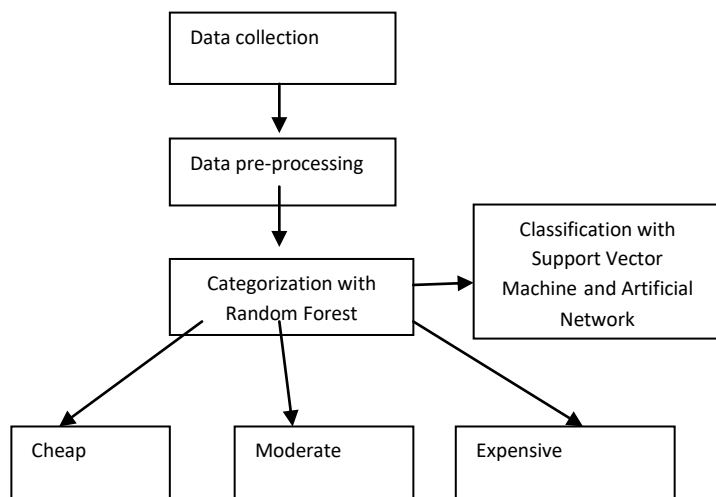 Data collection
Data pre-processing
Categorization with
Random Forest
Classification with
Support Vector
Machine and Artificial
Network
Cheap
Moderate
Expensive